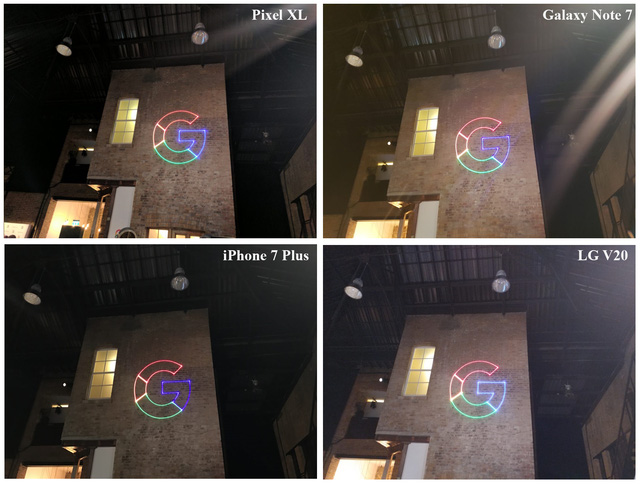 Pixel XL
Galaxy Note 7
G
G
iPhone 7 Plus
LG V20
G
G